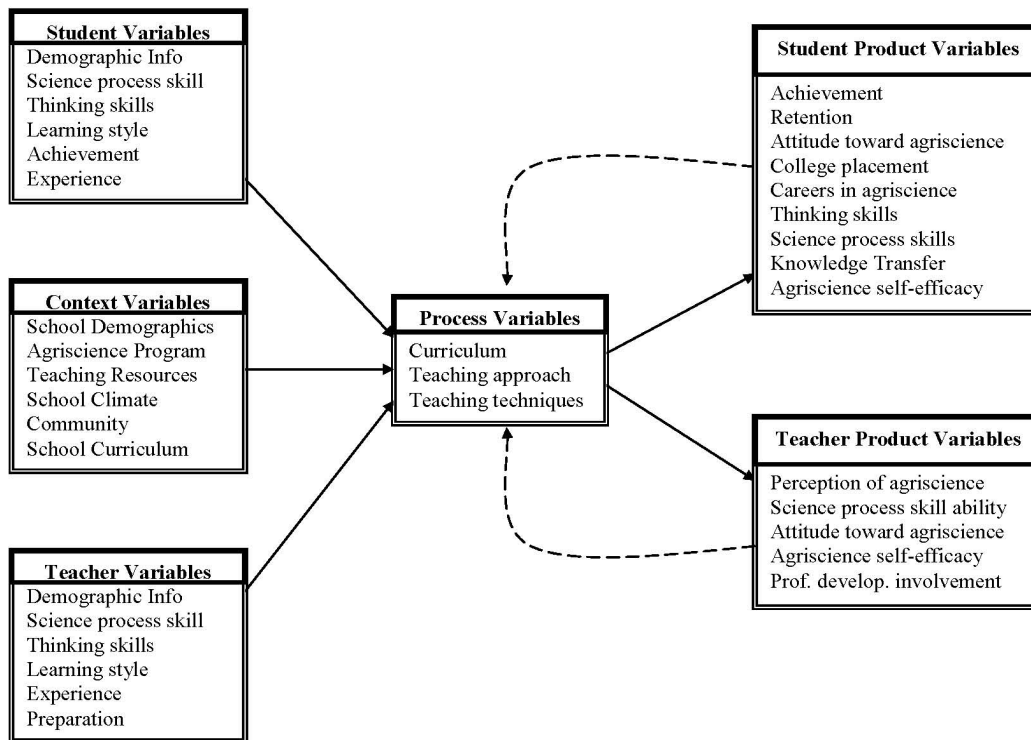 Student Variables
Demographic Info
Science process skill
Thinking skills
Learning style
Achievement
Experience
Context Variables
School Demographics
Agriscience Program
Teaching Resources
School Climate
Community
School Curriculum
Teacher Variables
Demographic Info
Science process skill
Thinking skills
Learning style
Experience
Preparation
Process Variables
Curriculum
Teaching approach
Teaching techniques
Student Product Variables
Achievement
Retention
Attitude toward agriscience
College placement
Careers in agriscience
Thinking skills
Science process skills
Knowledge Transfer
Agriscience self-efficacy
Teacher Product Variables
Perception of agriscience
Science process skill ability
Attitude toward agriscience
Agriscience self-efficacy
Prof. develop. involvement